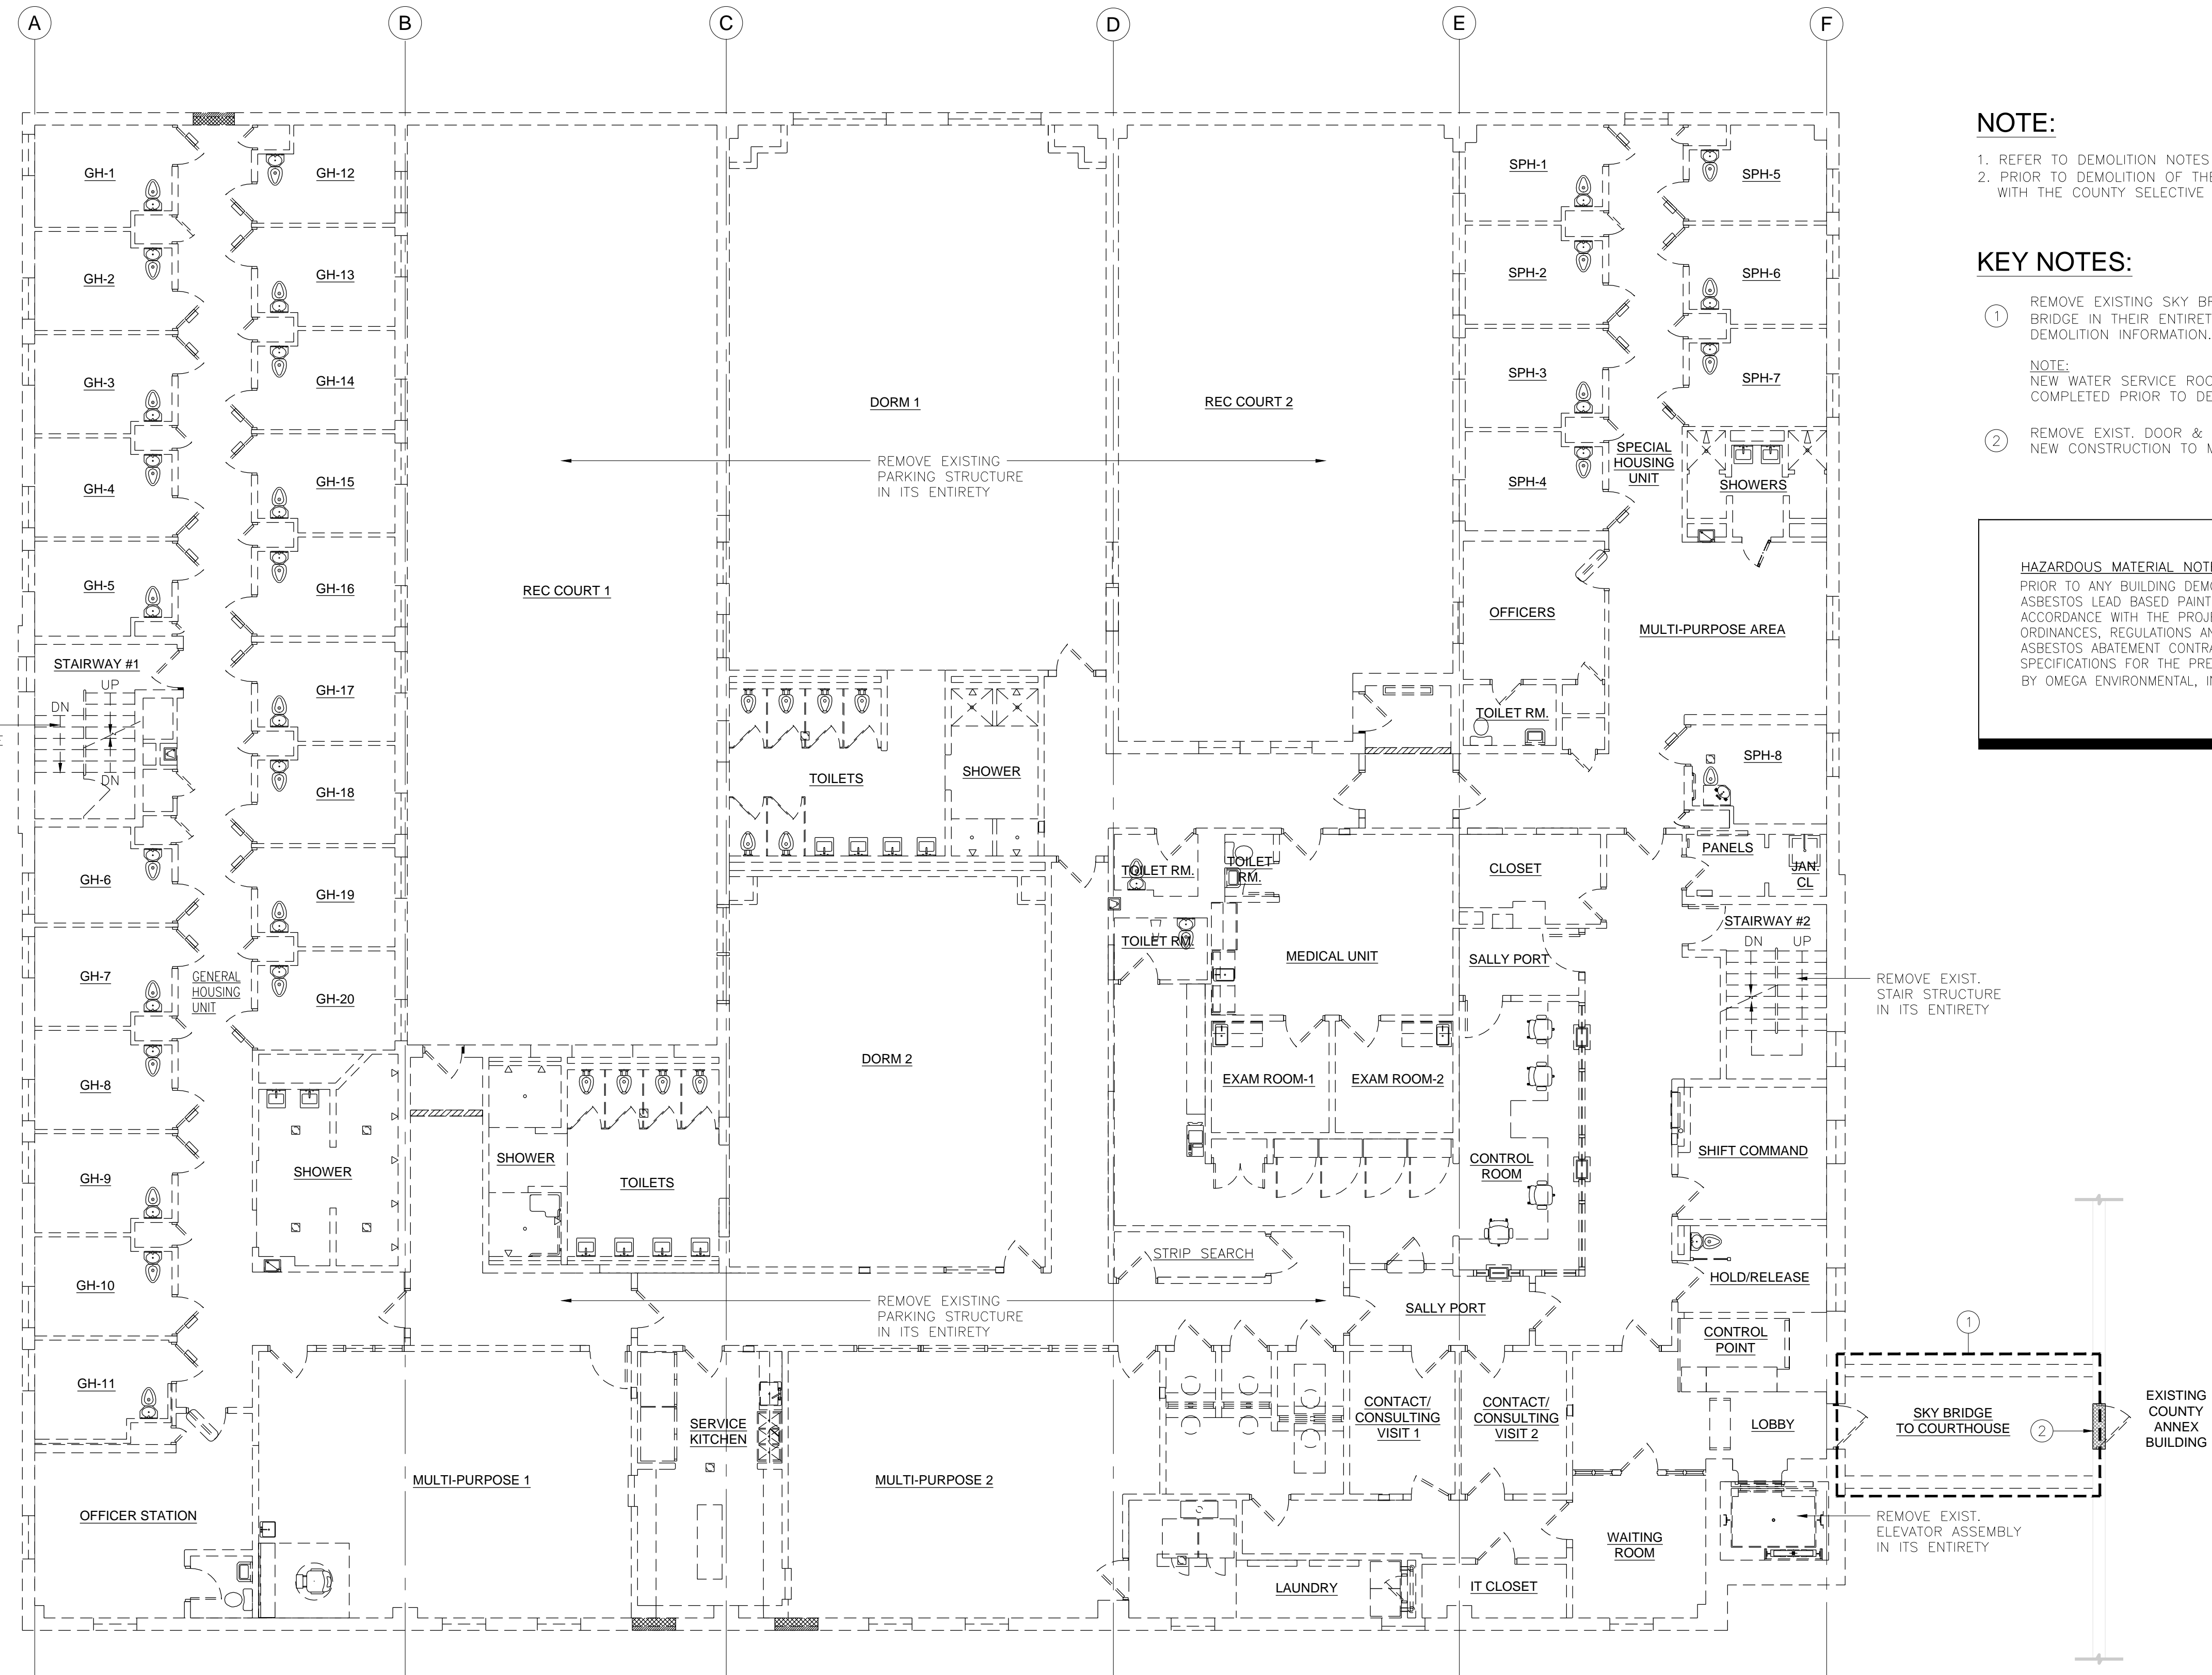 A
B
C
D
E
F
GH-1
GH-2
GH-3
GH-4
GH-5
STAIRWAY #1
UP
DN
DN
GH-6
GH-7
GENERAL
HOUSING
UNIT
GH-8
GH-9
GH-10
GH-11
OFFICER STATION
GH-12
GH-13
GH-14
GH-15
GH-16
GH-17
GH-18
GH-19
GH-20
SHOWER
REC COURT 1
SHOWER
TOILETS
MULTI-PURPOSE 1
SERVICE
KITCHEN
DORM 1
REMOVE EXISTING
PARKING STRUCTURE
IN ITS ENTIRETY
TOILETS
SHOWER
DORM 2
REMOVE EXISTING
PARKING STRUCTURE
IN ITS ENTIRETY
MULTI-PURPOSE 2
REC COURT 2
TOILET RM.
TOILET
RM.
TOILET RM.
MEDICAL UNIT
EXAM ROOM-1
EXAM ROOM-2
STRIP SEARCH
SALLY PORT
CONTACT/
CONSULTING
VISIT 1
CONTACT/
CONSULTING
VISIT 2
LAUNDRY
IT CLOSET
WAITING
ROOM
SPH-1
SPH-2
SPH-3
SPH-4
SPECIAL
HOUSING
UNIT
OFFICERS
TOILET RM.
SPH-5
SPH-6
SPH-7
SHOWERS
MULTI-PURPOSE AREA
SPH-8
CLOSET
SALLY PORT
CONTROL
ROOM
PANELS
JAN.
CL
STAIRWAY #2
DN UP
REMOVE EXIST.
STAIR STRUCTURE
IN ITS ENTIRETY
SHIFT COMMAND
HOLD/RELEASE
CONTROL
POINT
LOBBY
1
SKY BRIDGE
TO COURTHOUSE
2
EXISTING
COUNTY
ANNEX
BUILDING
REMOVE EXIST.
ELEVATOR ASSEMBLY
IN ITS ENTIRETY
NOTE:
1. REFER TO DEMOLITION NOTES
2. PRIOR TO DEMOLITION OF THE
WITH THE COUNTY SELECTIVE
KEY NOTES:
1
REMOVE EXISTING SKY BR
BRIDGE IN THEIR ENTIRET
DEMOLITION INFORMATION.
NOTE:
NEW WATER SERVICE ROO
COMPLETED PRIOR TO DE
2
REMOVE EXIST. DOOR &
NEW CONSTRUCTION TO M
HAZARDOUS MATERIAL NOT
PRIOR TO ANY BUILDING DEMO
ASBESTOS LEAD BASED PAINT
ACCORDANCE WITH THE PROJE
ORDINANCES, REGULATIONS AN
ASBESTOS ABATEMENT CONTRA
SPECIFICATIONS FOR THE PRE
BY OMEGA ENVIRONMENTAL, IN